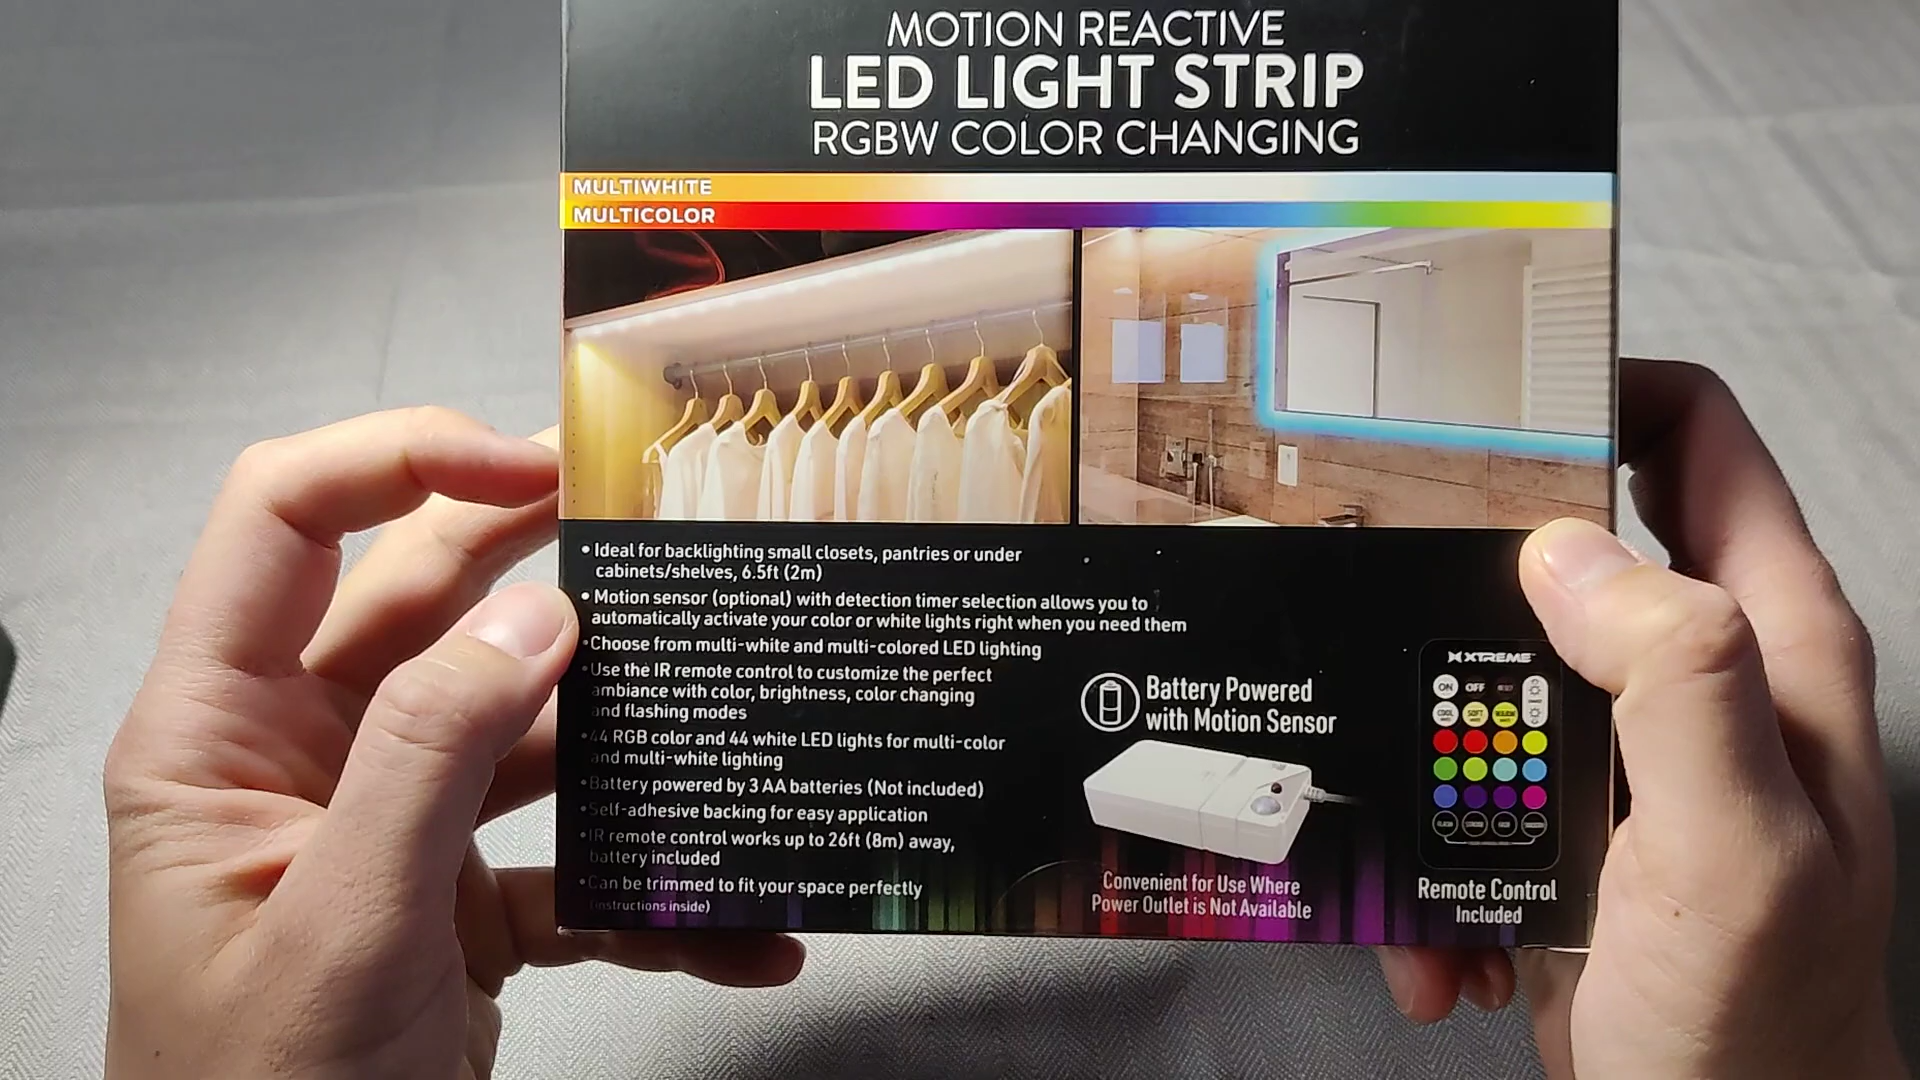 MOTION REACTIVE
LED LIGHT STRIP
RGBW COLOR CHANGING
MULTIWHITE
MULTICOLOR
• Ideal for backlighting small closets, pantries or under
cabinets/shelves, 6.5ft (2m)
• Motion sensor (optional) with detection timer selection allows you to
automatically activate your color or white lights right when you need them
• Choose from multi-white and multi-colored LED lighting
• Use the IR remote control to customize the perfect
ambiance with color, brightness, color changing
and flashing modes
• 44 RGB color and 44 white LED lights for multi-color
and multi-white lighting
• Battery powered by 3 AA batteries (Not included)
• Self-adhesive backing for easy application
• IR remote control works up to 26ft (8m) away,
battery included
• Can be trimmed to fit your space perfectly
(instructions inside)
Battery Powered
with Motion Sensor
Convenient for Use Where
Power Outlet is Not Available
XTREME
ON OFF RESET
COOL SOFT WARM
Remote Control
Included